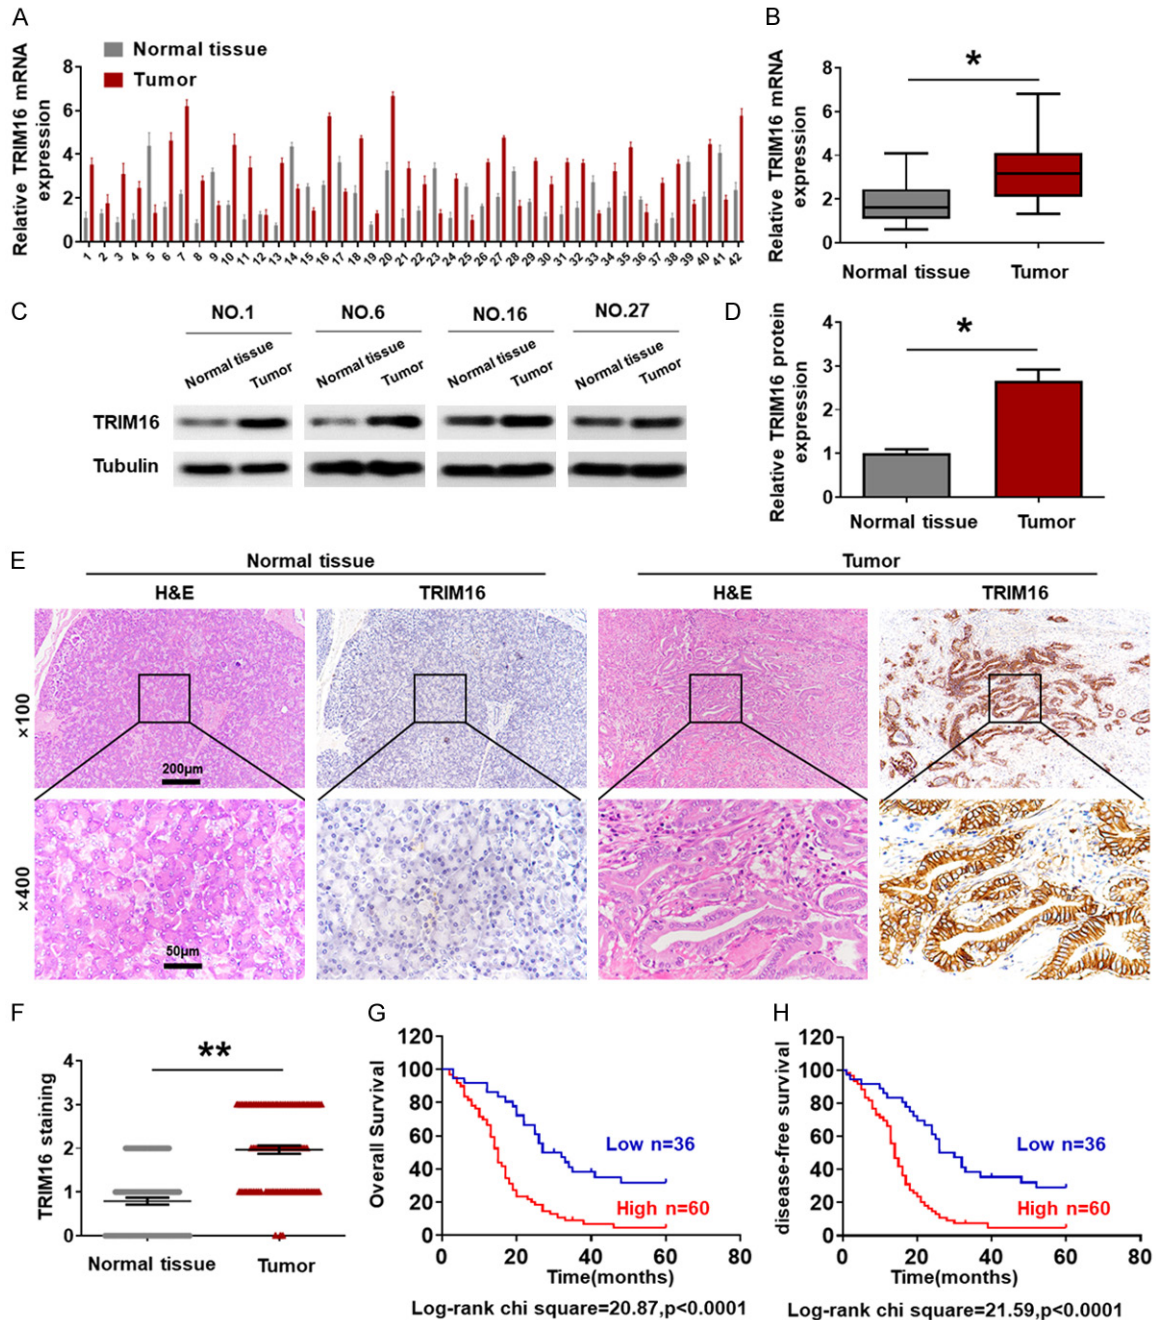 A
Relative TRIM16 mRNA
expression
Normal tissue
Tumor
8
6
4
2
0
1 2 3 4 5 6 7 8 9 10 11 12 13 14 15 16 17 18 19 20 21 22 23 24 25 26 27 28 29 30 31 32 33 34 35 36 37 38 39 40 41 42
B
Relative TRIM16 mRNA
expression
8
6
4
2
0
*
Normal tissue Tumor
C
NO.1 NO.6 NO.16 NO.27
Normal tissue Tumor Normal tissue Tumor Normal tissue Tumor Normal tissue Tumor
TRIM16
Tubulin
D
Relative TRIM16 protein
expression
4
3
2
1
0
*
Normal tissue Tumor
E
Normal tissue Tumor
H&E TRIM16 H&E TRIM16
×100
200μm
×400
50μm
F
TRIM16 staining
4
3
2
1
0
**
Normal tissue Tumor
G
Overall Survival
120
100
80
60
40
20
0
Low n=36
High n=60
0 20 40 60 80
Time(months)
Log-rank chi square=20.87,p<0.0001
H
disease-free survival
120
100
80
60
40
20
0
Low n=36
High n=60
0 20 40 60 80
Time(months)
Log-rank chi square=21.59,p<0.0001